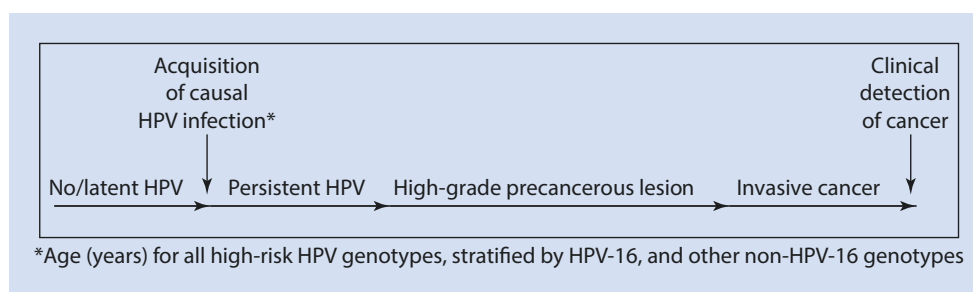 Acquisition
of causal
HPV infection*
Clinical
detection
of cancer
No/latent HPV
Persistent HPV
High-grade precancerous lesion
Invasive cancer
*Age (years) for all high-risk HPV genotypes, stratified by HPV-16, and other non-HPV-16 genotypes